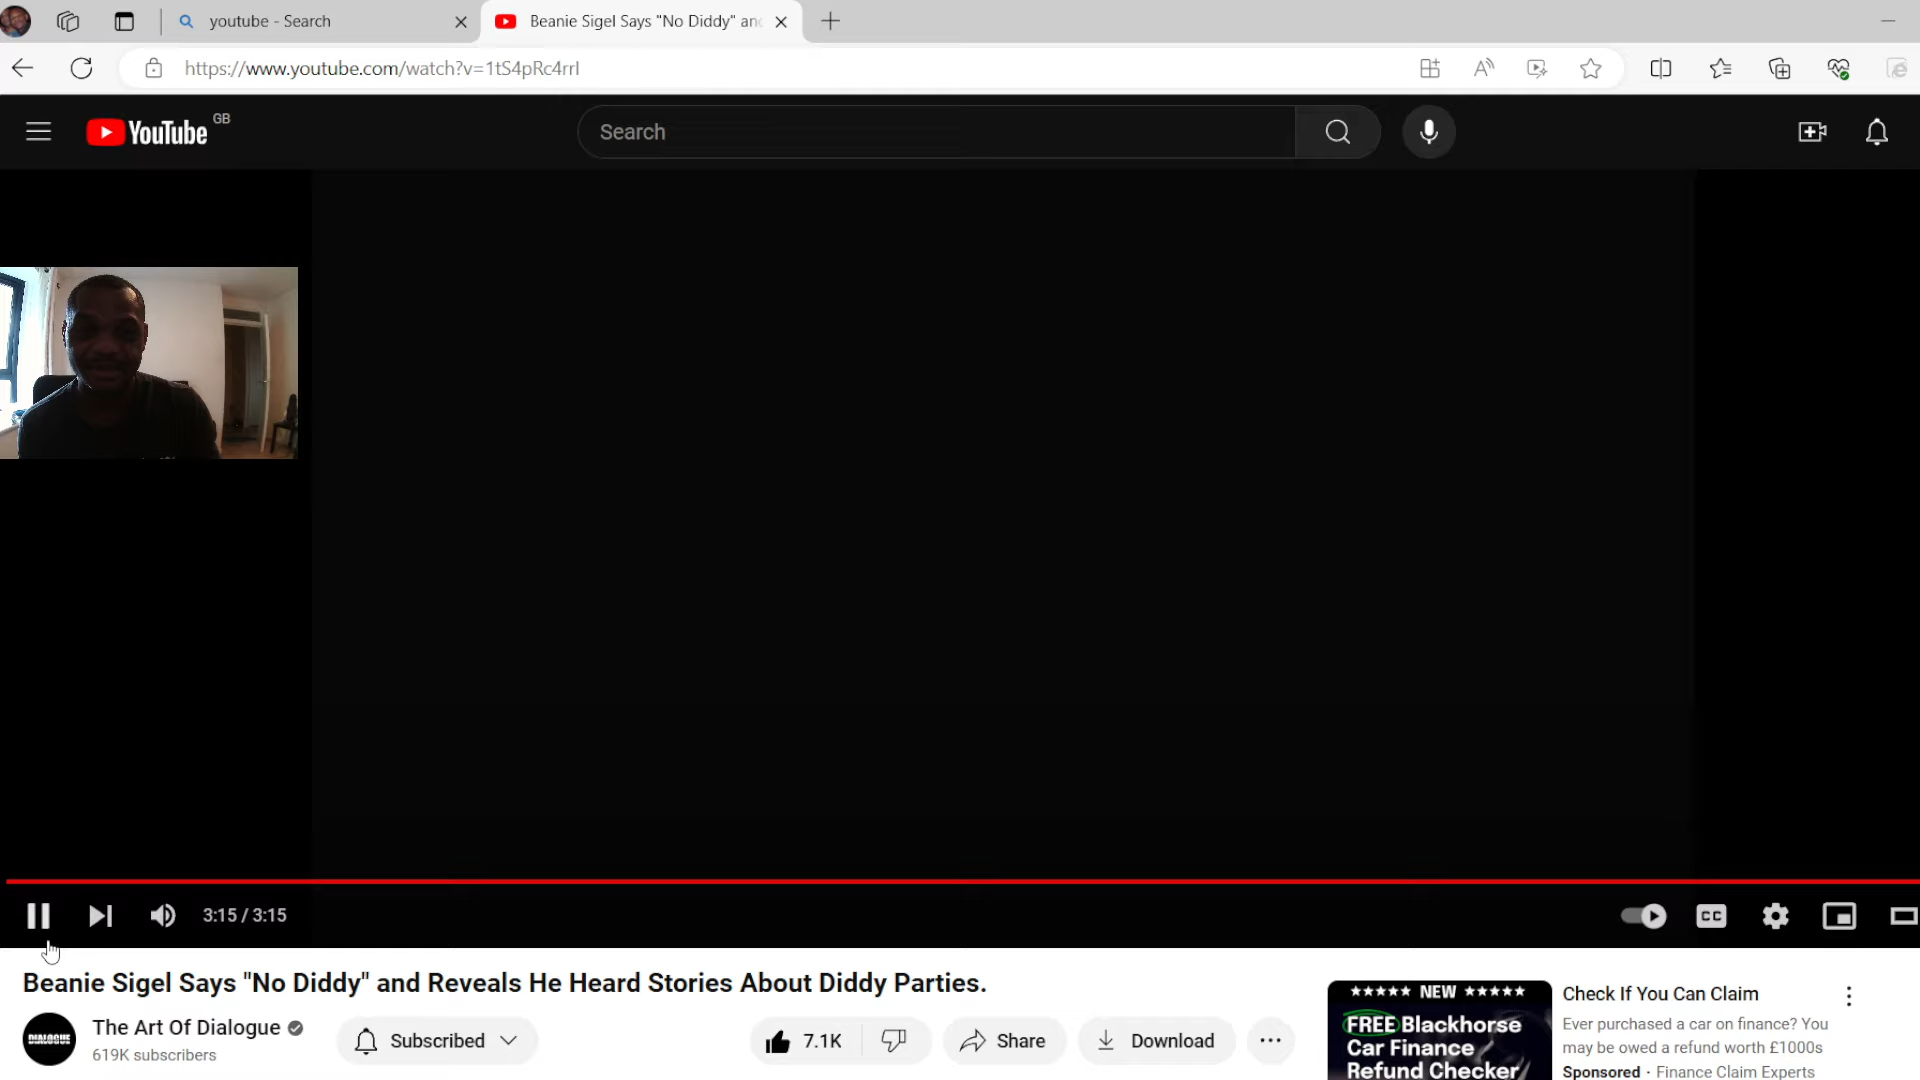 youtube - Search
Beanie Sigel Says "No Diddy" an
https://www.youtube.com/watch?v=1tS4pRc4rrI
YouTube GB
Search
3:15 / 3:15
CC
Beanie Sigel Says "No Diddy" and Reveals He Heard Stories About Diddy Parties.
DIALOGUE
The Art Of Dialogue
619K subscribers
Subscribed
7.1K
Share
Download
★★★★★ NEW ★★★★★
FREE Blackhorse
Car Finance
Refund Checker
Check If You Can Claim
Ever purchased a car on finance? You
may be owed a refund worth £1000s
Sponsored · Finance Claim Experts